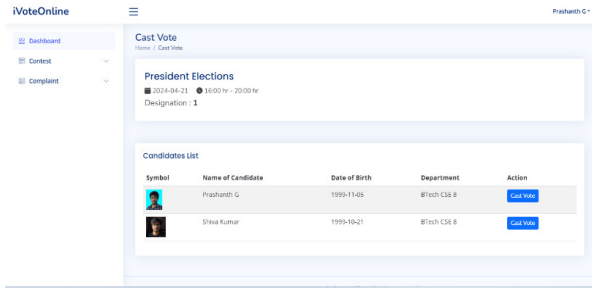 iVoteOnline
Prashanth G
Dashboard
Contest
Complaint
Cast Vote
Home / Cast Vote
President Elections
2024-04-21 16:00 hr - 20:00 hr
Designation : 1
Candidates List
Symbol Name of Candidate Date of Birth Department Action
Prashanth G 1999-11-05 BTech CSE 8 Cast Vote
Shiva Kumar 1999-10-21 BTech CSE 8 Cast Vote